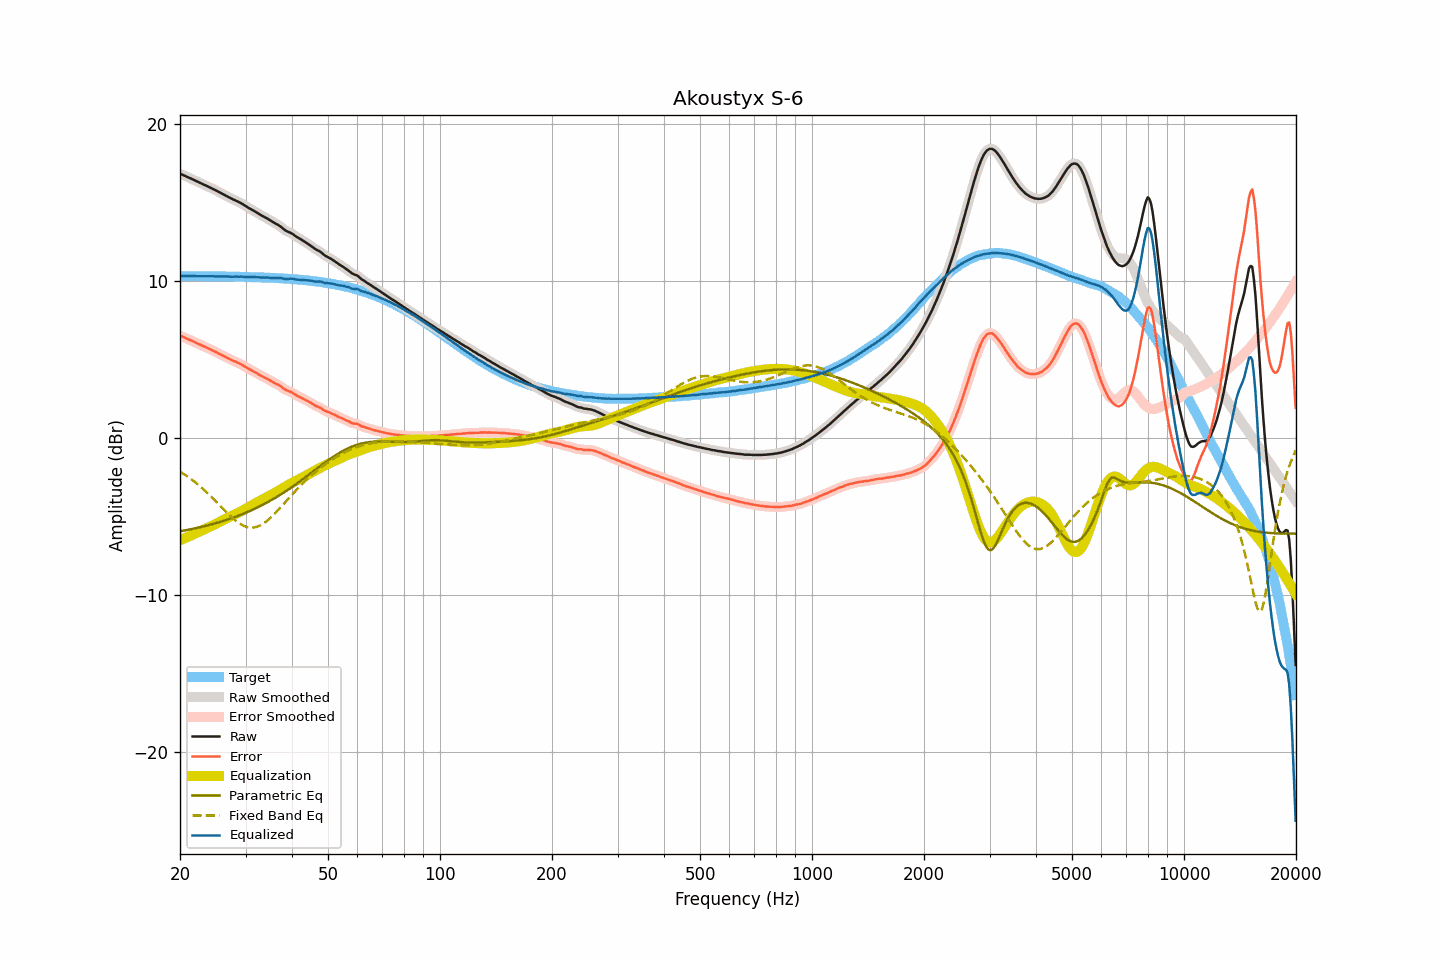 Akoustyx S-6
Amplitude (dBr)
20
10
0
−10
−20
Target
Raw Smoothed
Error Smoothed
Raw
Error
Equalization
Parametric Eq
Fixed Band Eq
Equalized
20 50 100 200 500 1000 2000 5000 10000 20000
Frequency (Hz)